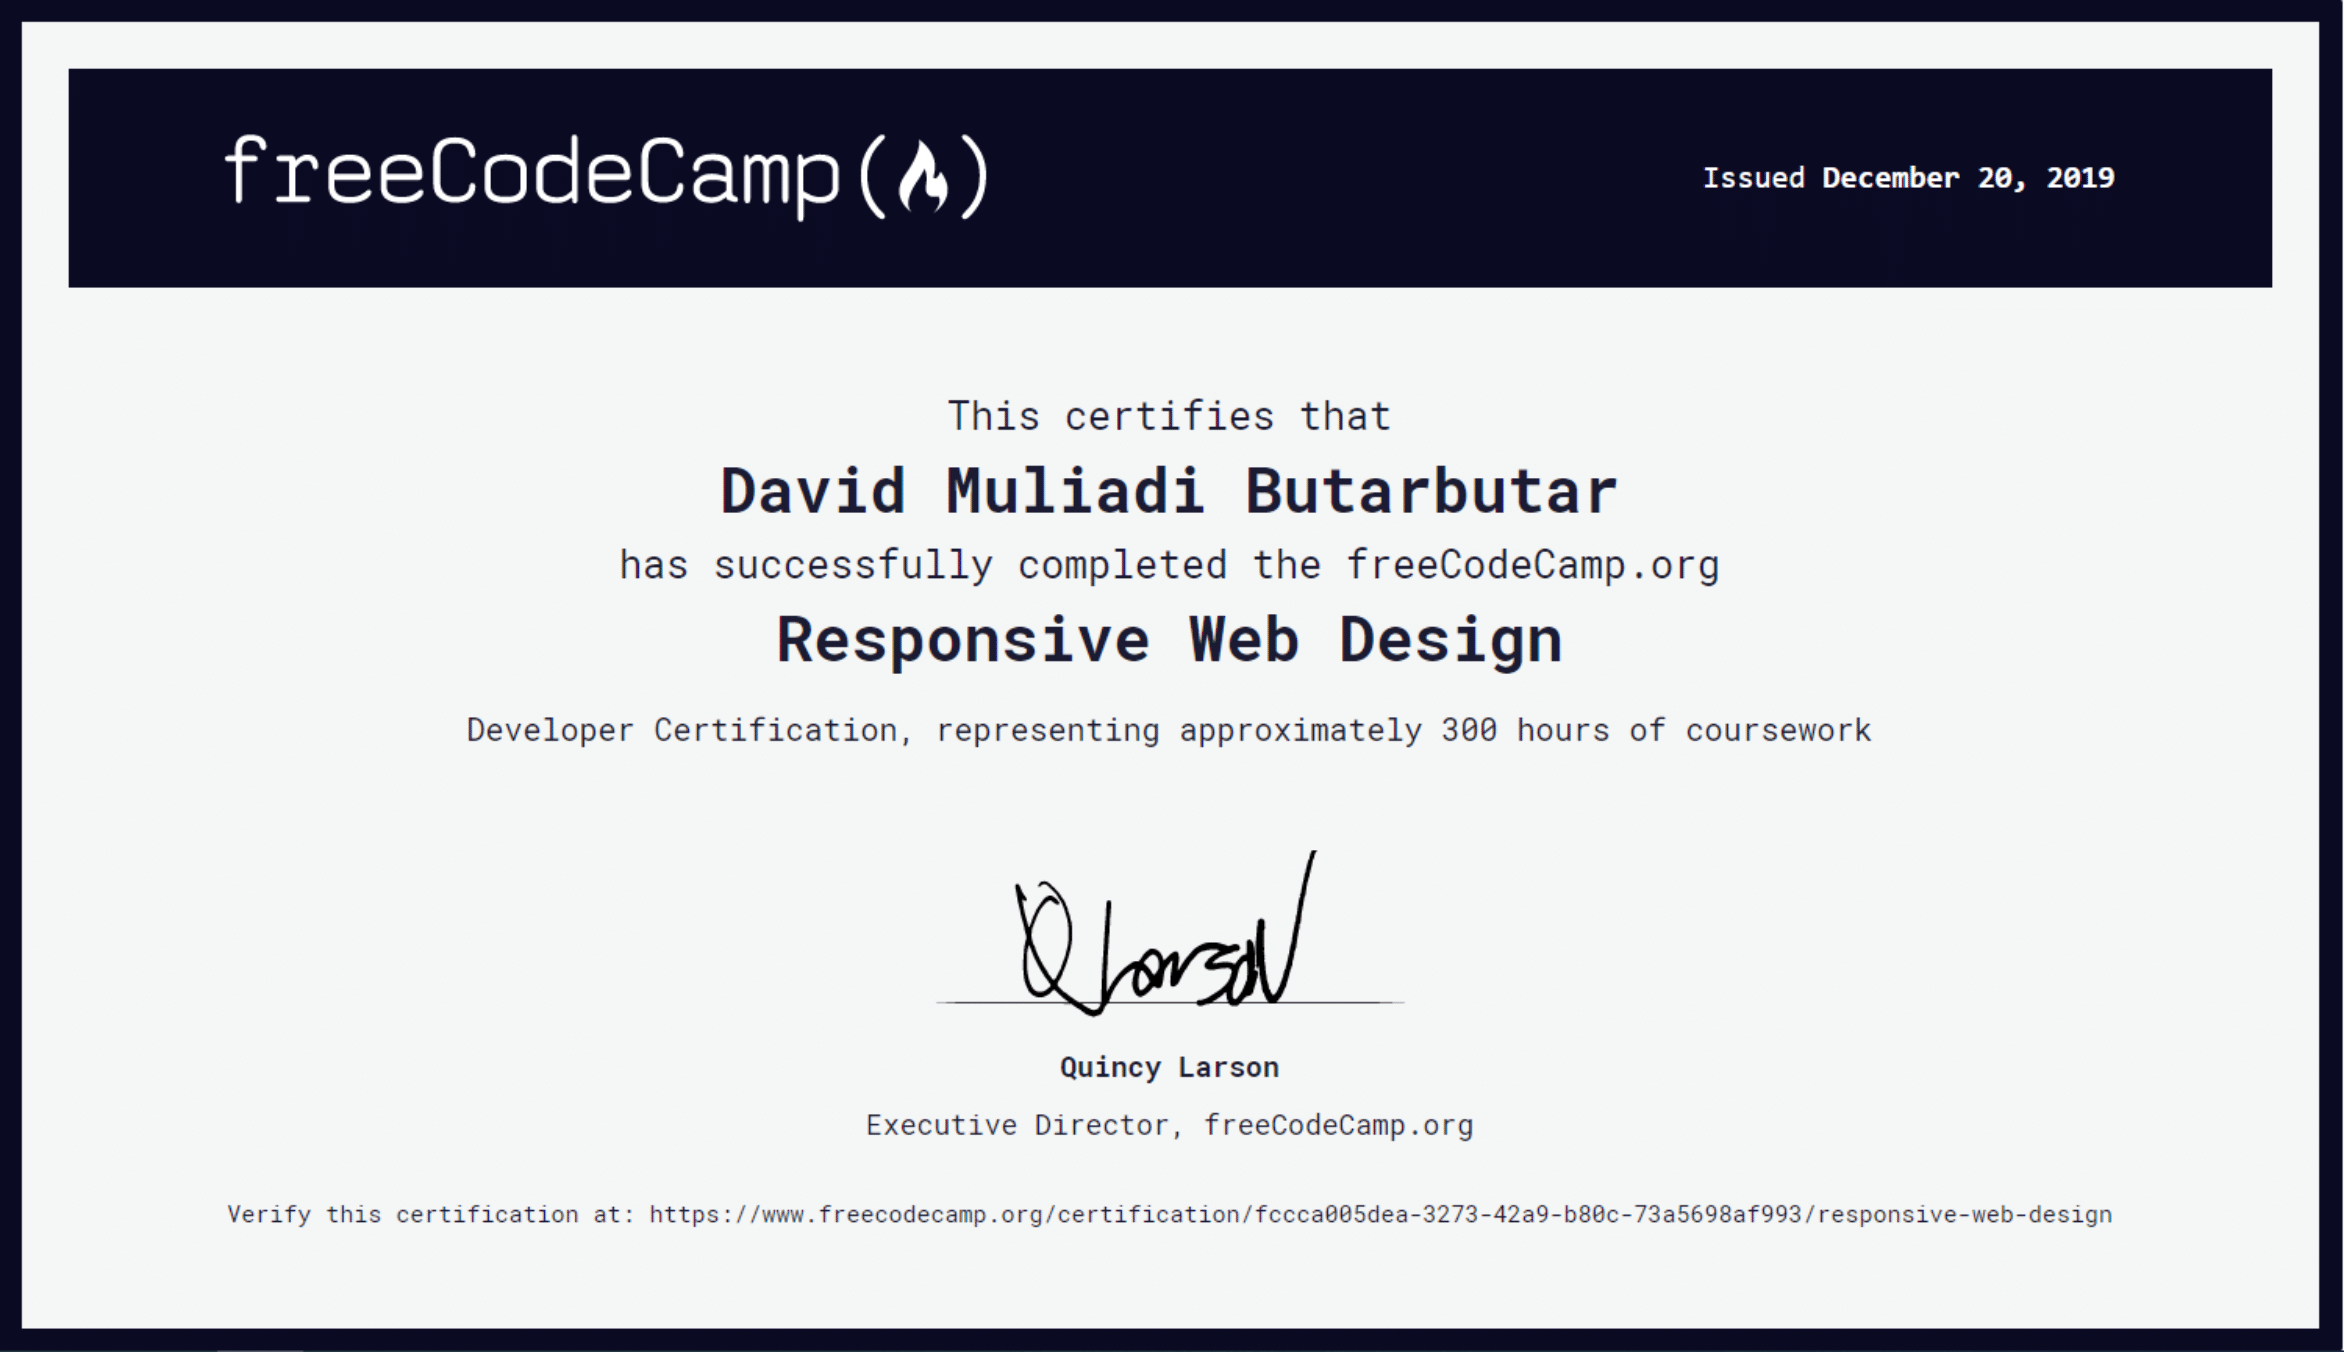 freeCodeCamp
Issued December 20, 2019
This certifies that
David Muliadi Butarbutar
has successfully completed the freeCodeCamp.org
Responsive Web Design
Developer Certification, representing approximately 300 hours of coursework
Q Larson
Quincy Larson
Executive Director, freeCodeCamp.org
Verify this certification at: https://www.freecodecamp.org/certification/fccca005dea-3273-42a9-b80c-73a5698af993/responsive-web-design